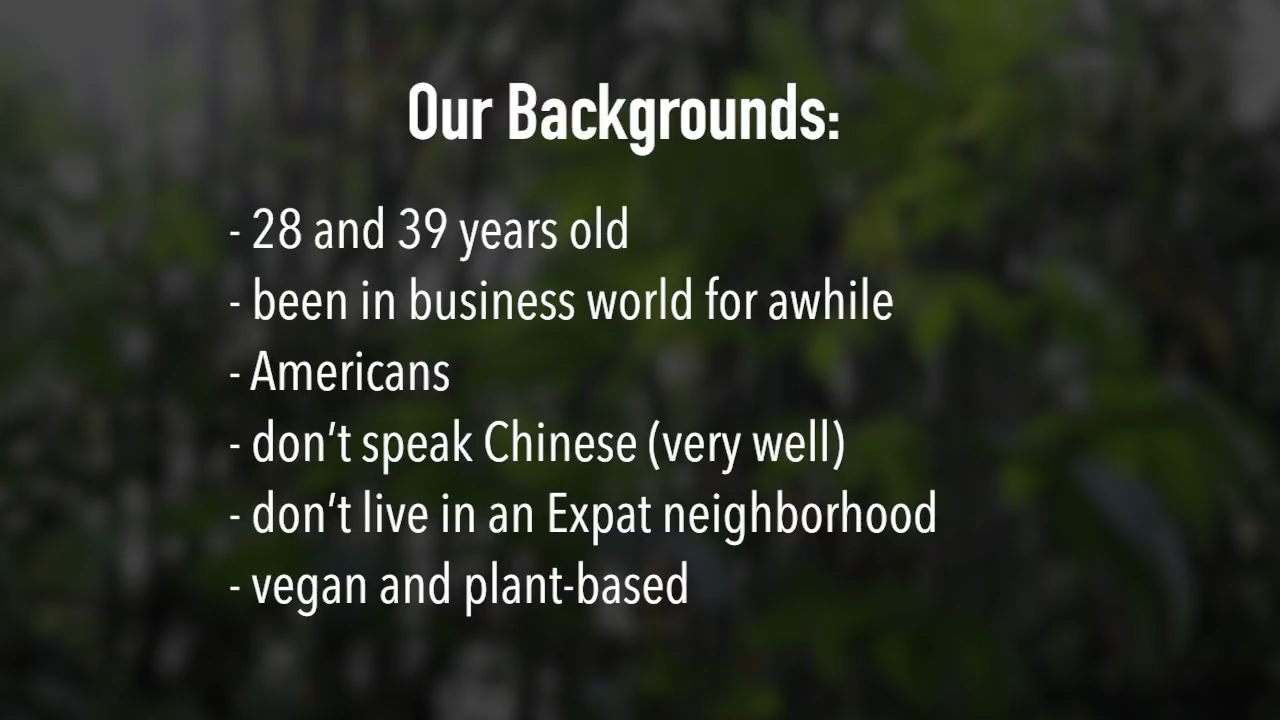 Our Backgrounds:
- 28 and 39 years old
- been in business world for awhile
- Americans
- don’t speak Chinese (very well)
- don’t live in an Expat neighborhood
- vegan and plant-based